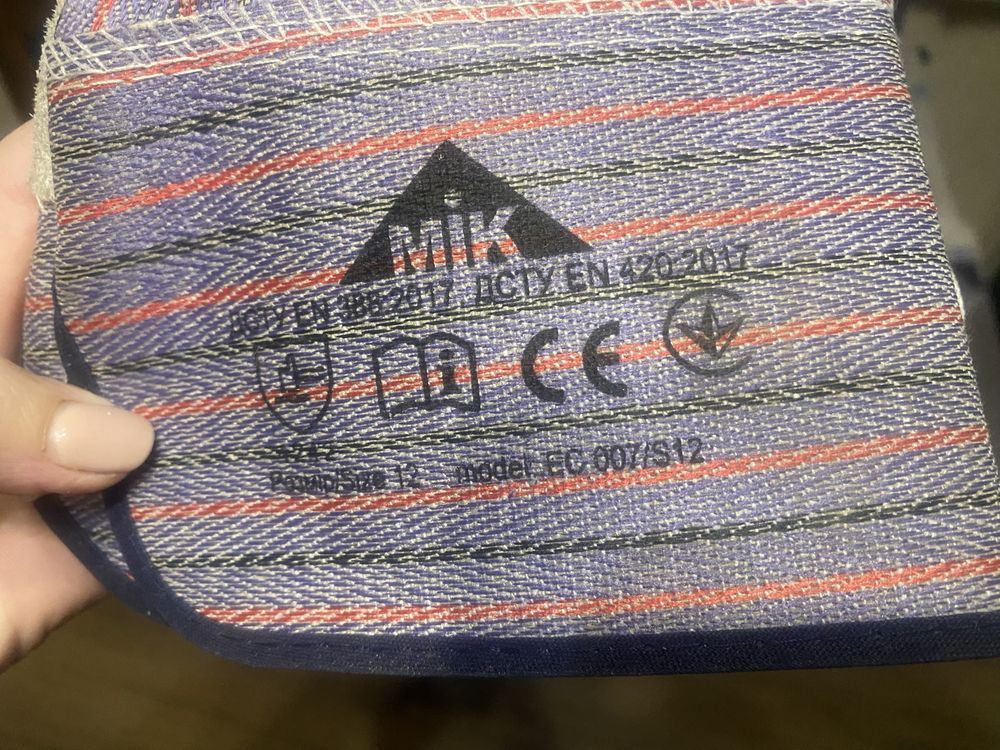 МІК
ДСТУ EN 388:2017, ДСТУ EN 420:2017
i CE
Розмір/Size 12 model: EC 007/S12